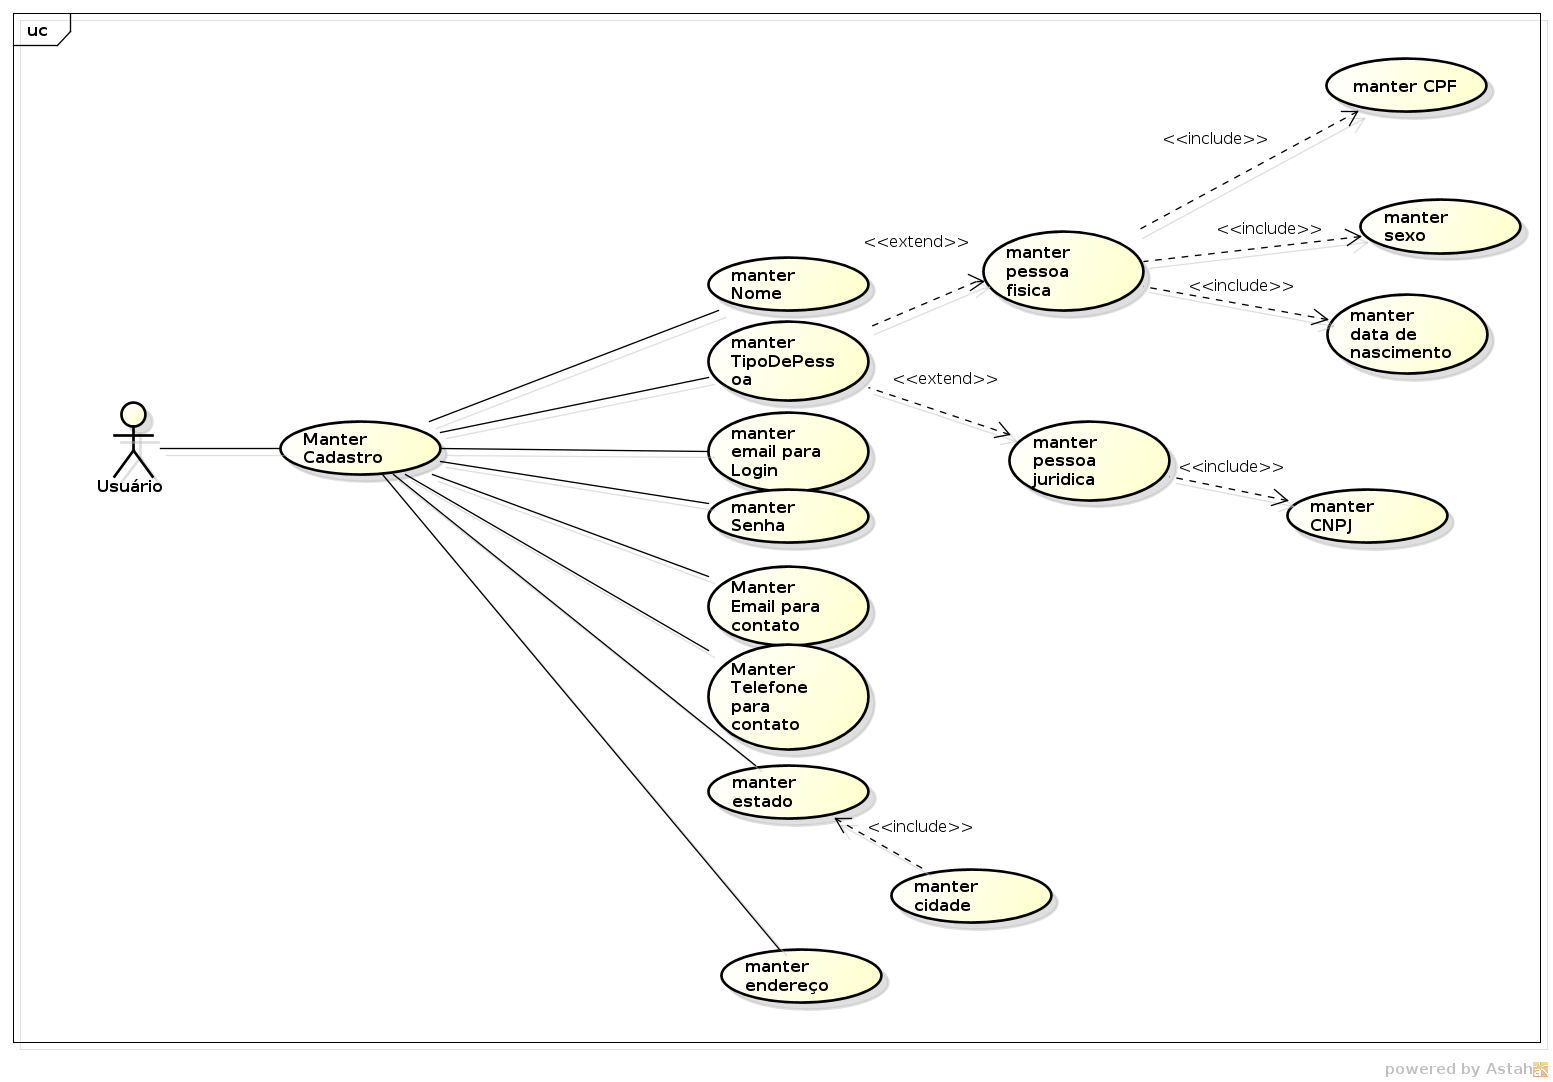 uc
manter CPF
<<include>>
manter
sexo
<<include>>
<<extend>>
manter
pessoa
fisica
manter
Nome
<<include>>
manter
data de
nascimento
manter
TipoDePess
oa
<<extend>>
Usuário
Manter
Cadastro
manter
email para
Login
manter
pessoa
juridica
<<include>>
manter
CNPJ
manter
Senha
Manter
Email para
contato
Manter
Telefone
para
contato
manter
estado
<<include>>
manter
cidade
manter
endereço
powered by Astah